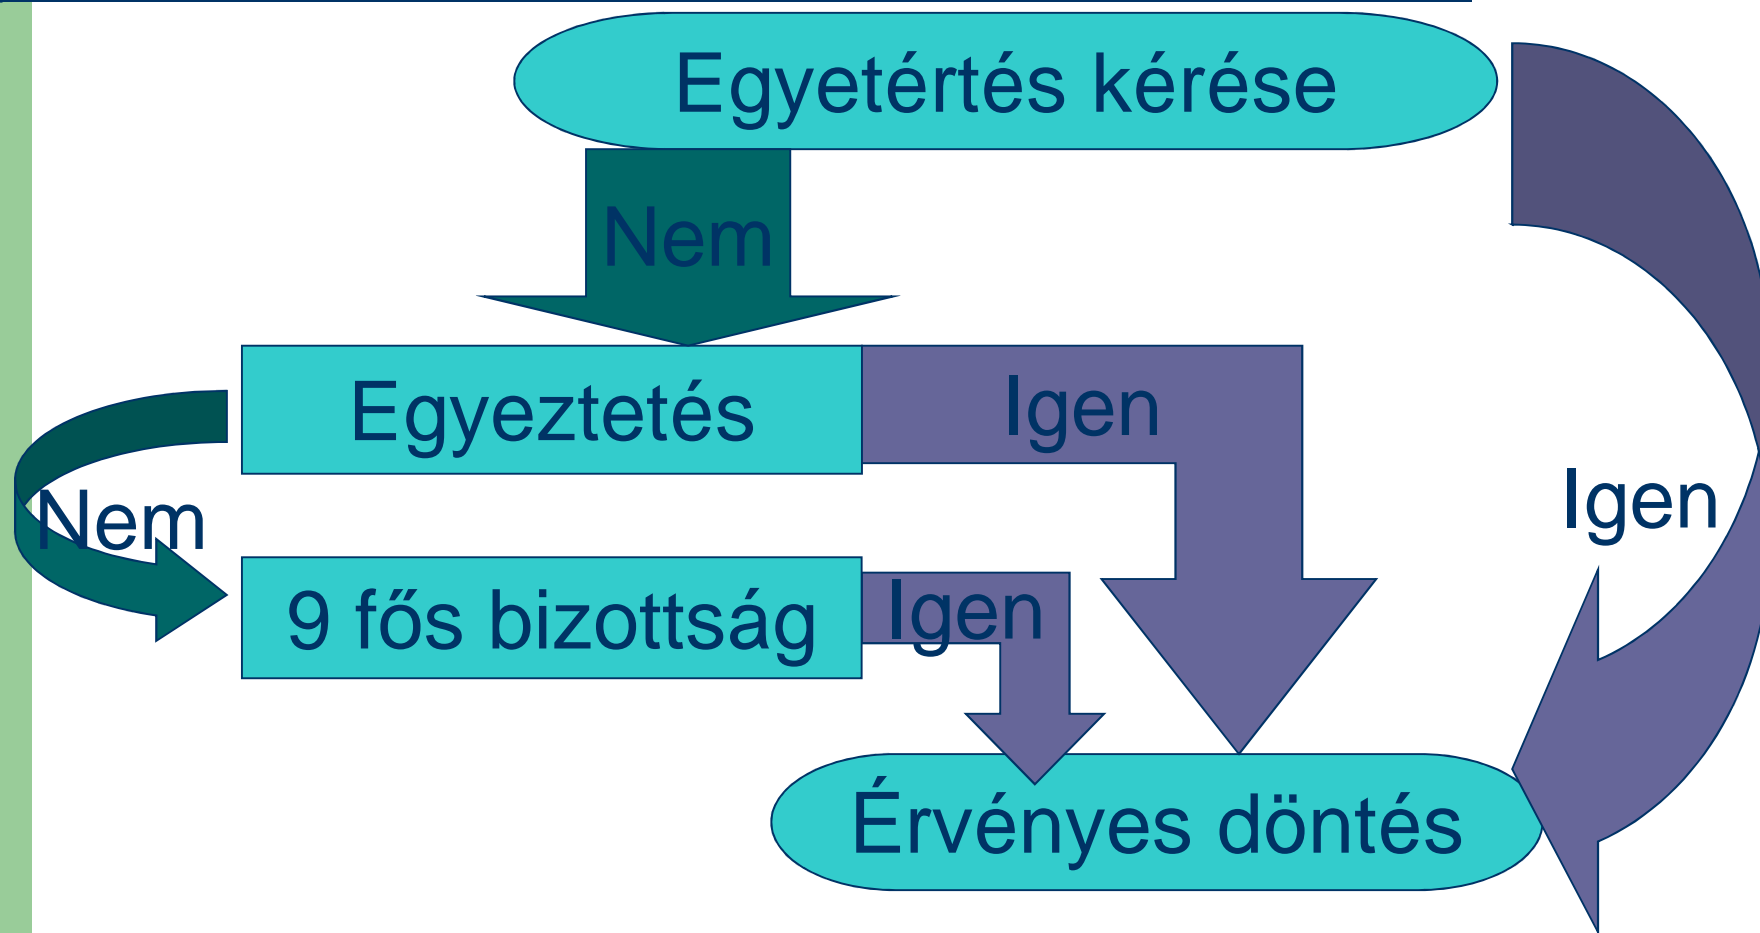 Egyetértés kérése
Nem
Egyeztetés
Igen
Igen
Nem
9 fős bizottság
Igen
Érvényes döntés